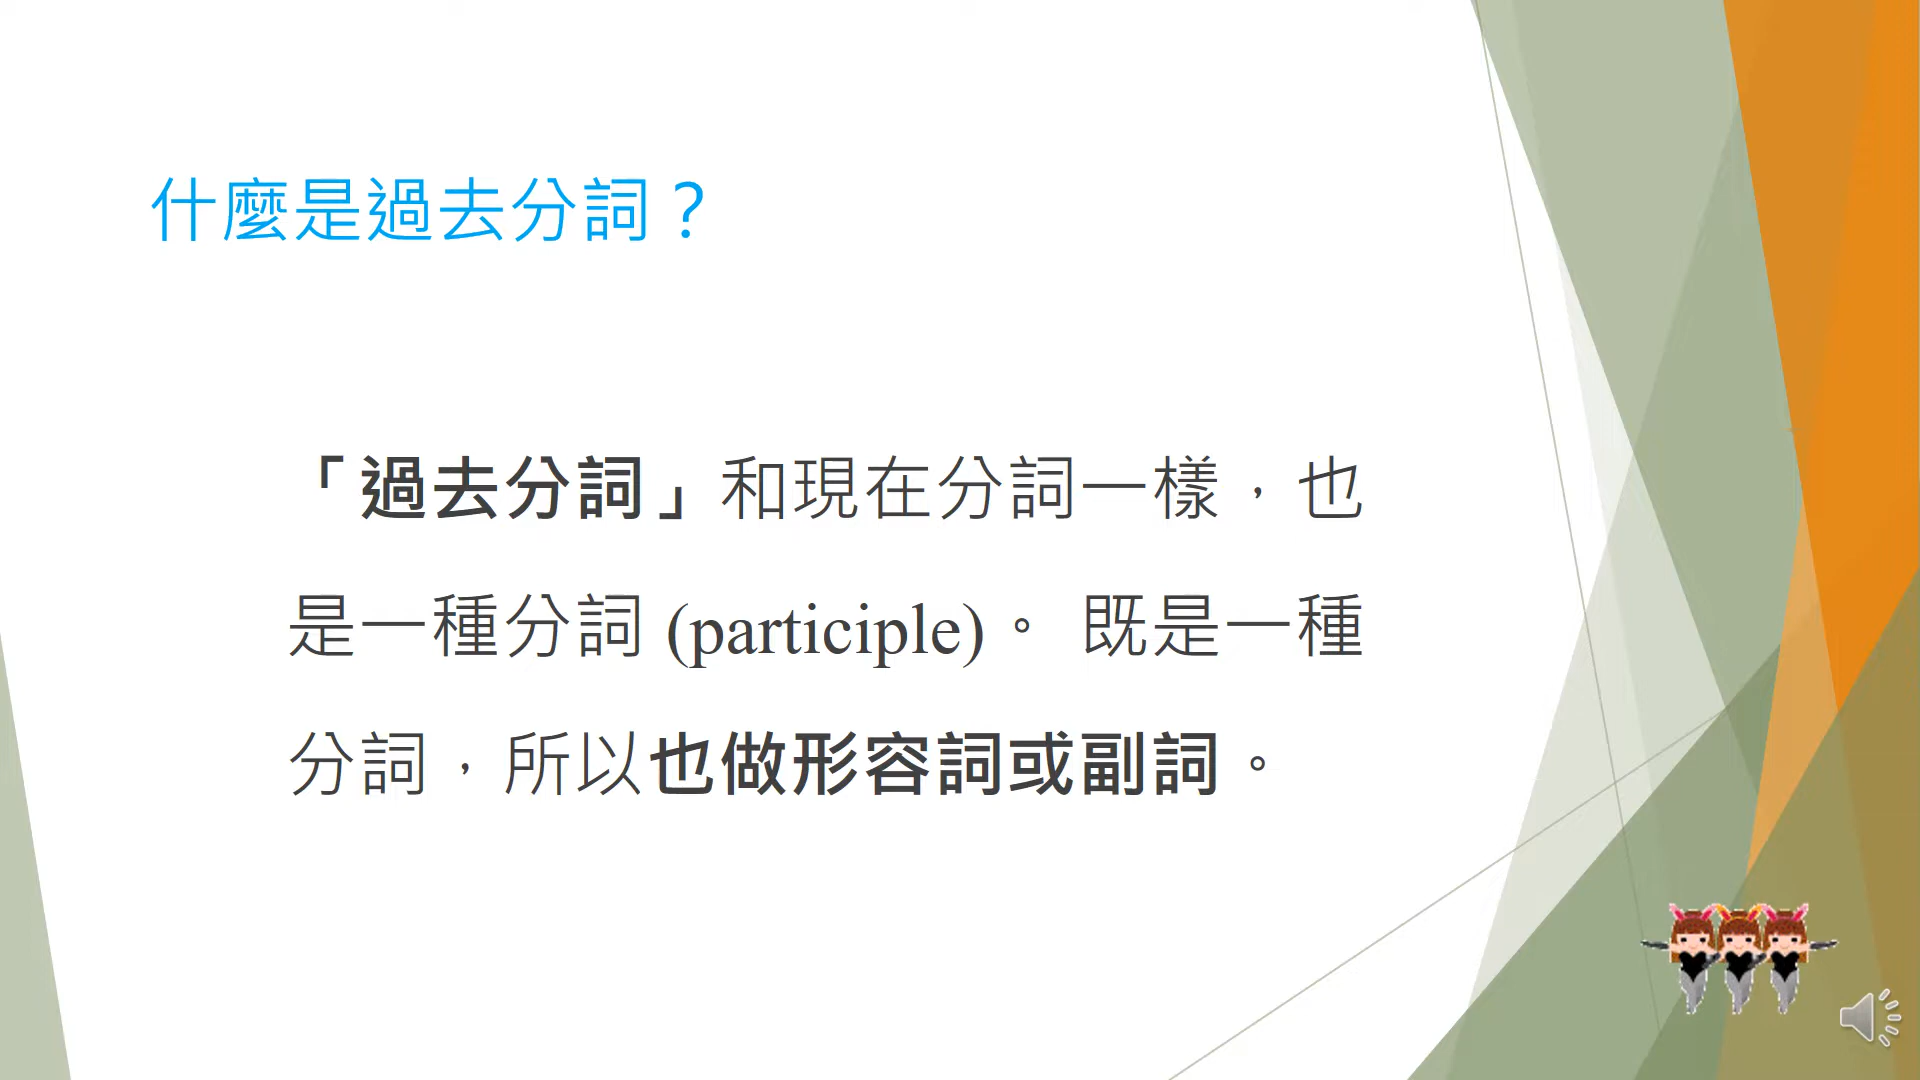 什麼是過去分詞？
「過去分詞」和現在分詞一樣，也
是一種分詞 (participle)。 既是一種
分詞，所以也做形容詞或副詞。